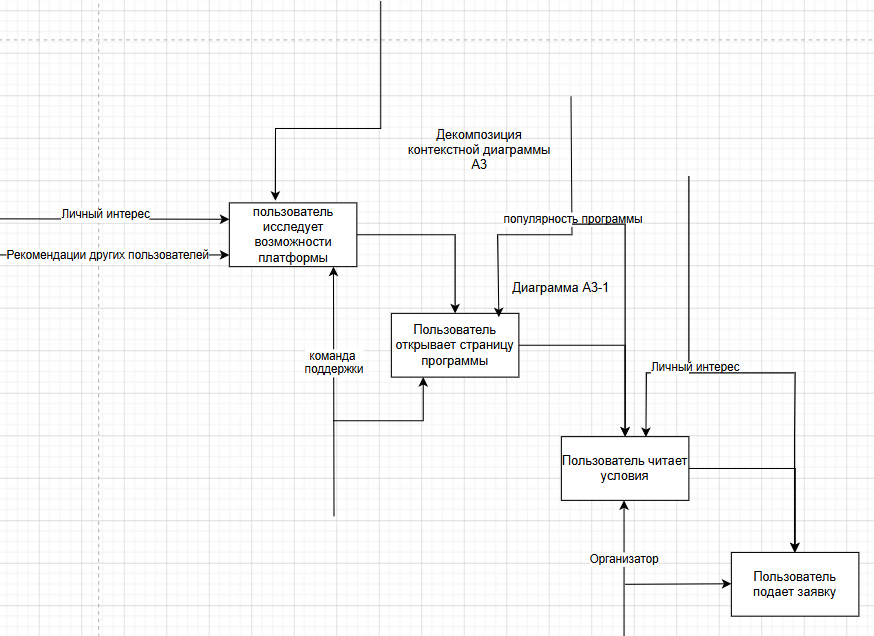 Декомпозиция
контекстной диаграммы
А3
Личный интерес
пользователь
исследует
возможности
платформы
популярность программы
Рекомендации других пользователей
Диаграмма А3-1
Пользователь
открывает страницу
программы
команда
поддержки
Личный интерес
Пользователь читает
условия
Организатор
Пользователь
подает заявку